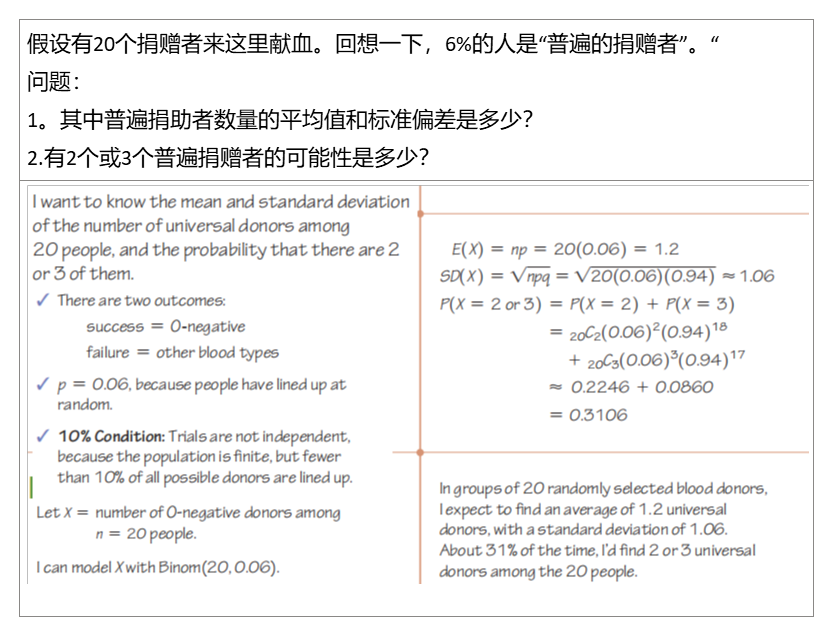 假设有20个捐赠者来这里献血。回想一下，6%的人是“普遍的捐赠者”。“
问题：
1。其中普遍捐助者数量的平均值和标准偏差是多少？
2.有2个或3个普遍捐赠者的可能性是多少？
I want to know the mean and standard deviation
of the number of universal donors among
20 people, and the probability that there are 2
or 3 of them.
✓ There are two outcomes:
success = O-negative
failure = other blood types
✓ p = 0.06, because people have lined up at
random.
✓ 10% Condition: Trials are not independent,
because the population is finite, but fewer
than 10% of all possible donors are lined up.
Let X = number of O-negative donors among
n = 20 people.
I can model X with Binom(20, 0.06).
E(X) = np = 20(0.06) = 1.2
SD(X) = √npq = √20(0.06)(0.94) ≈ 1.06
P(X = 2 or 3) = P(X = 2) + P(X = 3)
= ₂₀C₂(0.06)²(0.94)¹⁸
+ ₂₀C₃(0.06)³(0.94)¹⁷
≈ 0.2246 + 0.0860
= 0.3106
In groups of 20 randomly selected blood donors,
I expect to find an average of 1.2 universal
donors, with a standard deviation of 1.06.
About 31% of the time, I'd find 2 or 3 universal
donors among the 20 people.